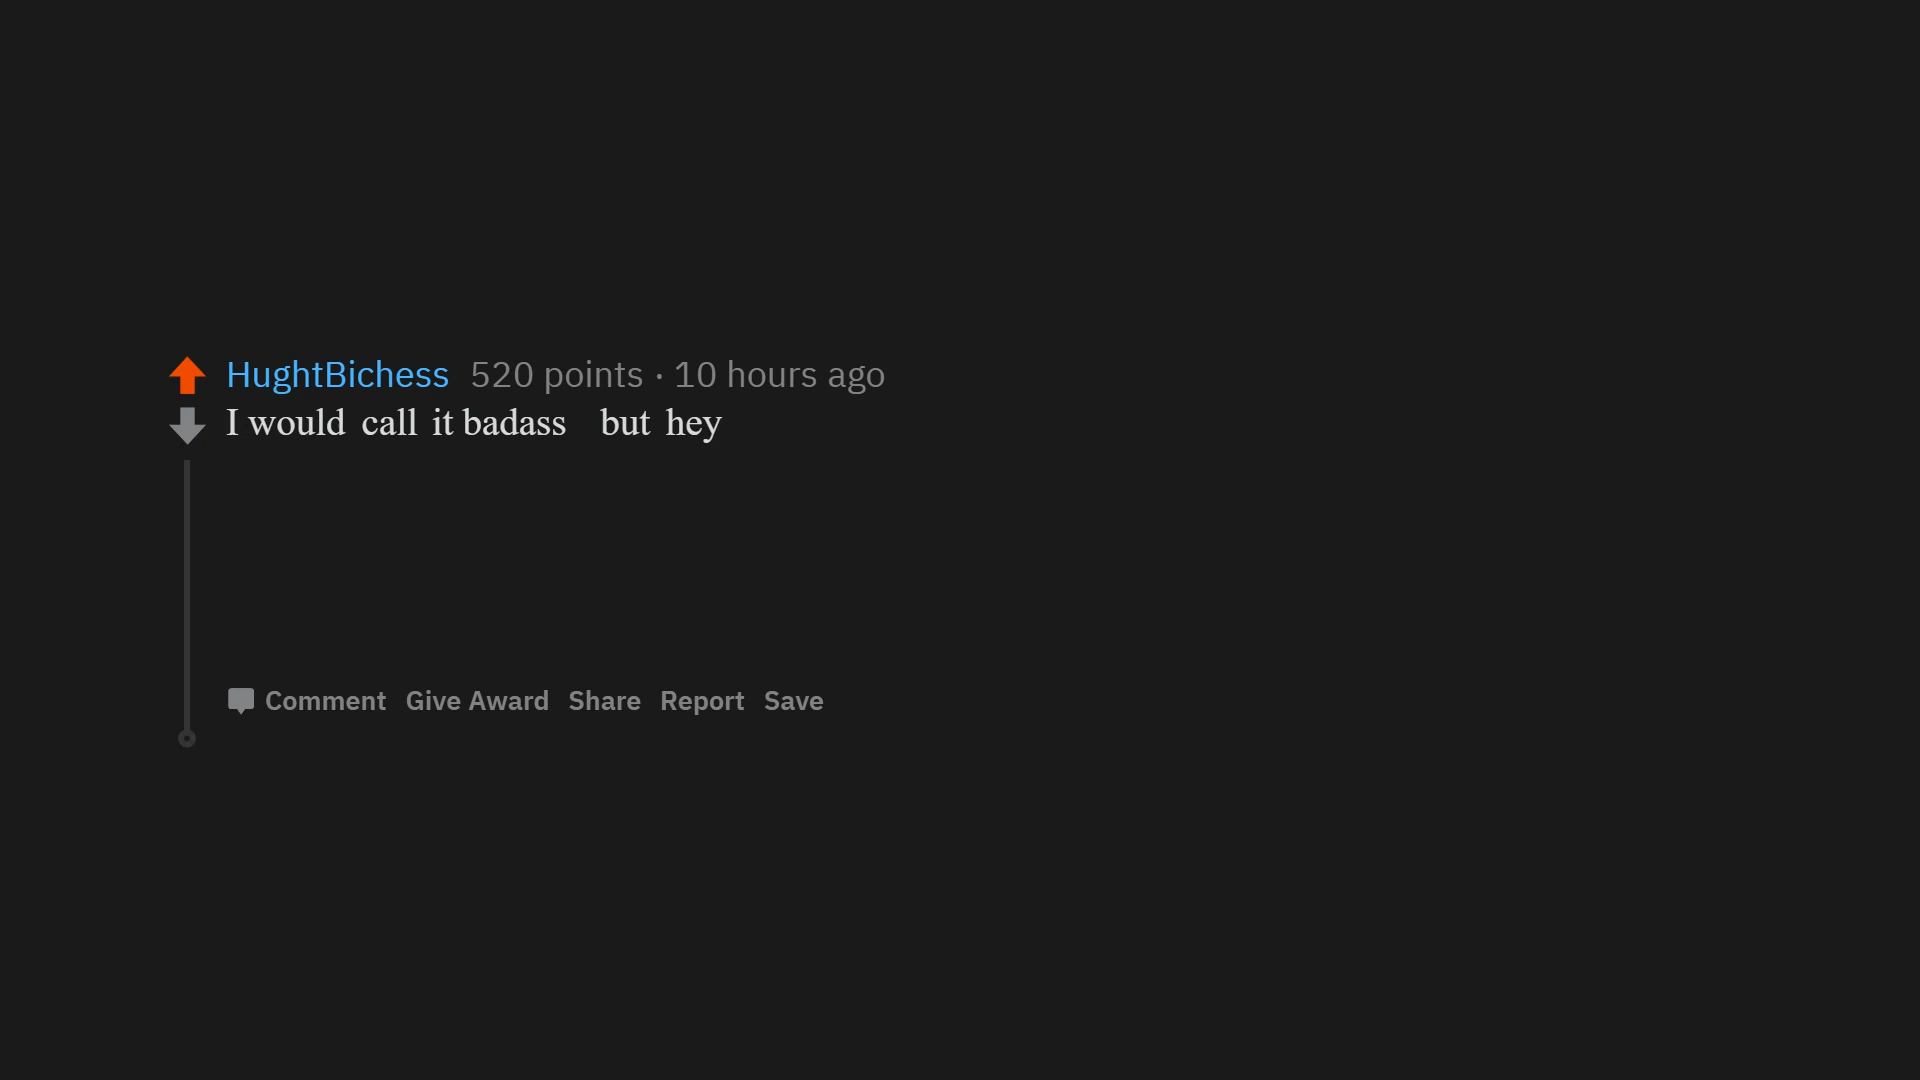 HughtBichess 520 points · 10 hours ago
I would call it badass but hey
Comment Give Award Share Report Save